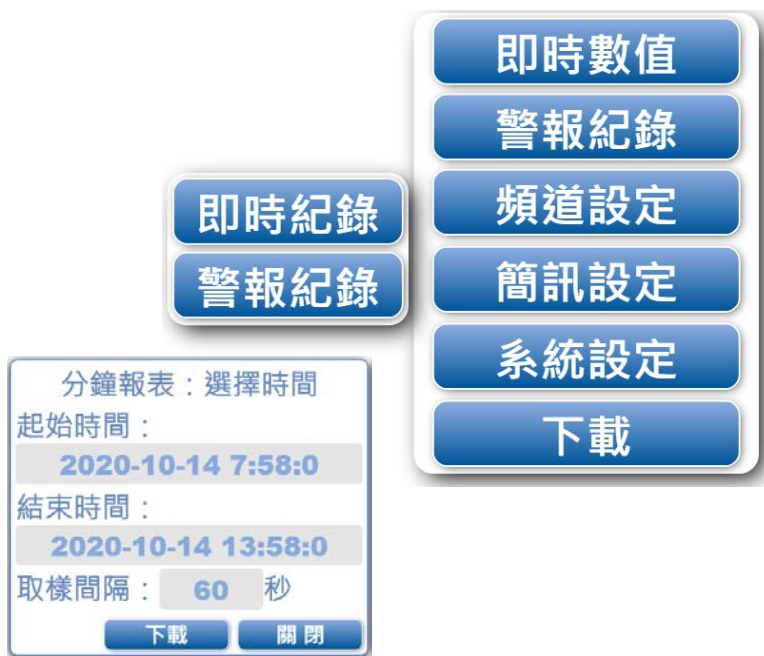 即時數值
警報紀錄
頻道設定
簡訊設定
系統設定
下載
即時紀錄
警報紀錄
分鐘報表：選擇時間
起始時間：
2020-10-14 7:58:0
結束時間：
2020-10-14 13:58:0
取樣間隔： 60 秒
下載 關閉